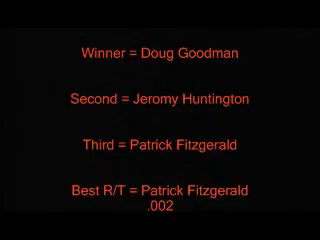 Winner = Doug Goodman
Second = Jeromy Huntington
Third = Patrick Fitzgerald
Best R/T = Patrick Fitzgerald
.002